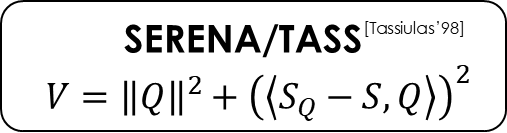 SERENA/TASS[Tassiulas'98]
V = ‖Q‖² + (⟨S_Q − S, Q⟩)²